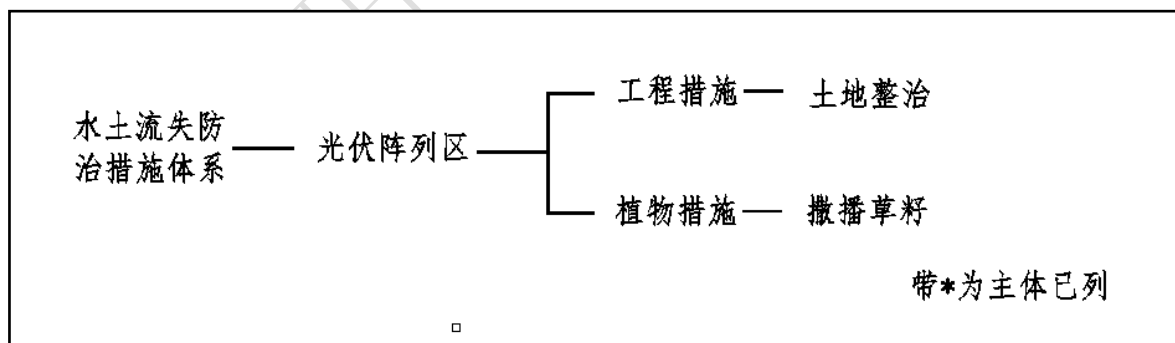 工程措施
土地整治
水土流失防
治措施体系
光伏阵列区
植物措施
撒播草籽
带*为主体已列